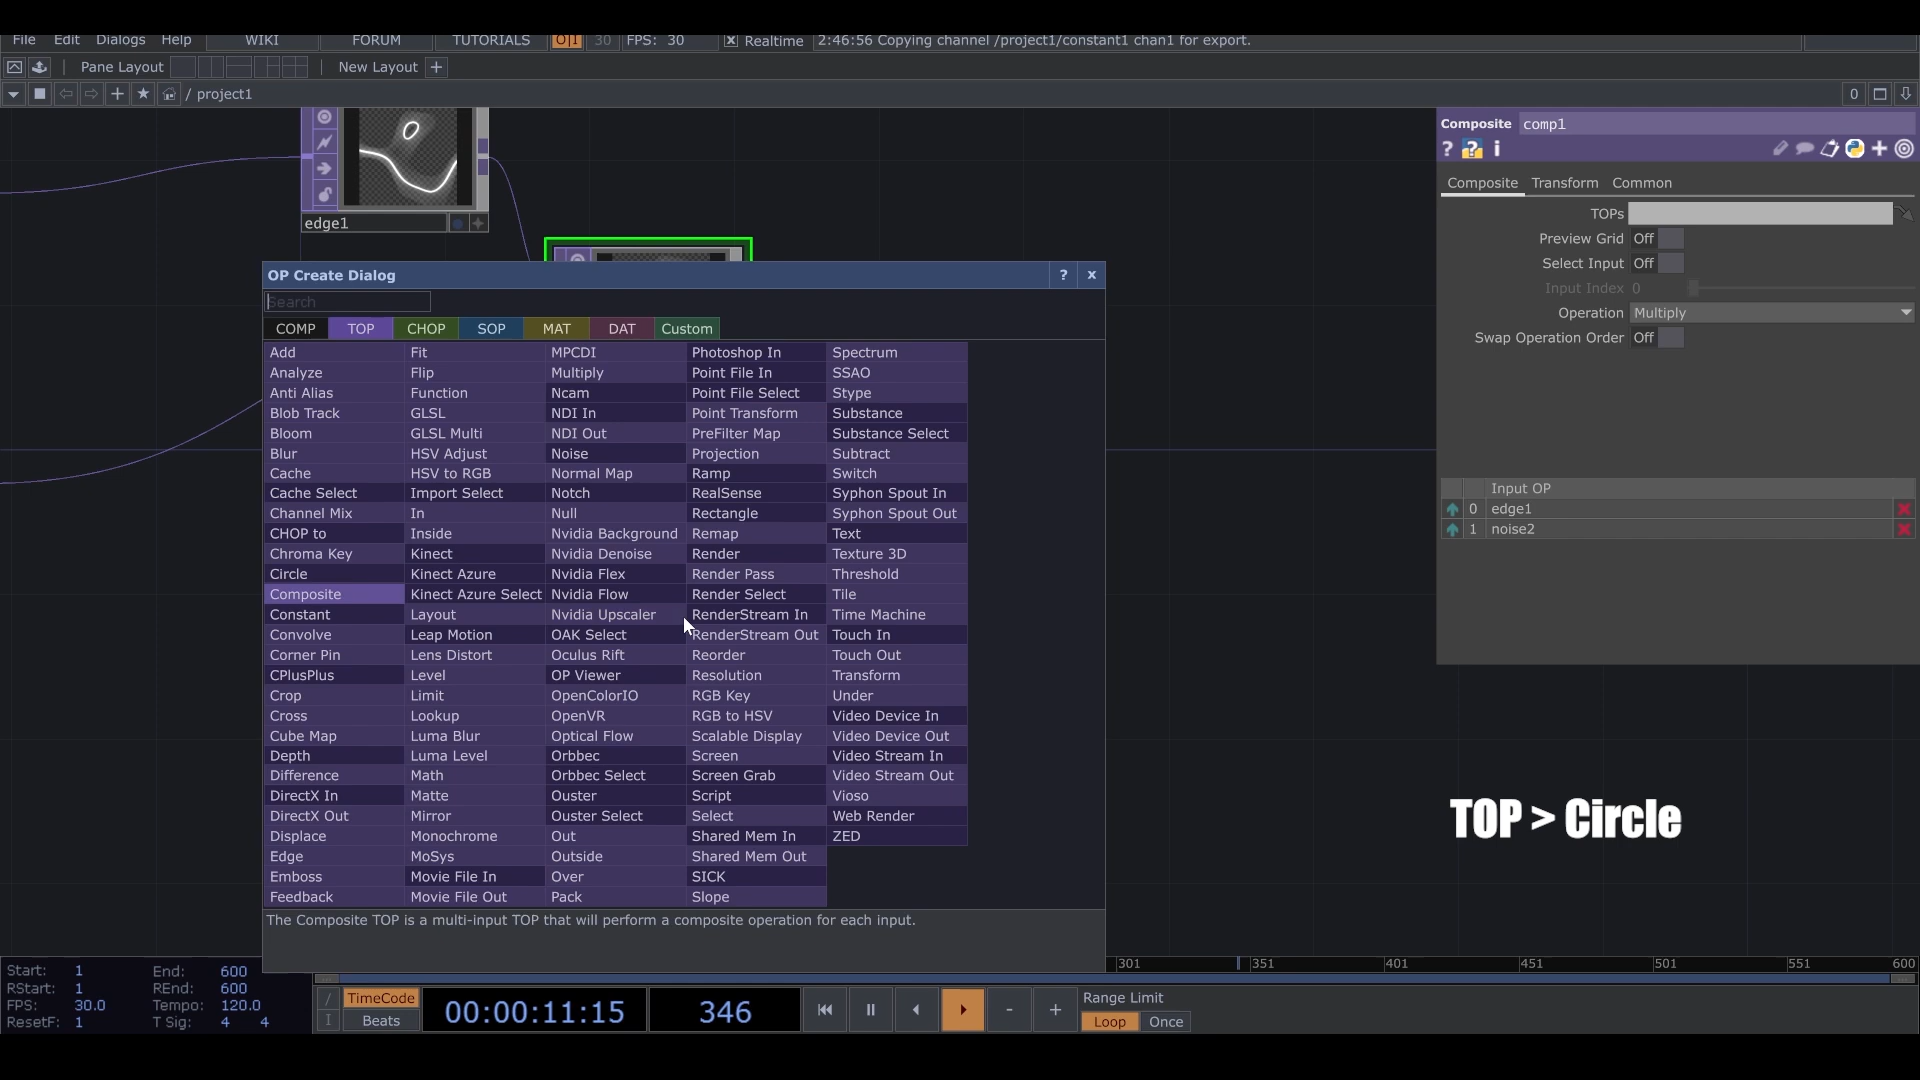 File Edit Dialogs Help WIKI FORUM TUTORIALS O|I 30 FPS: 30 Realtime 2:46:56 Copying channel /project1/constant1 chan1 for export.
Pane Layout New Layout +
/ project1 0
edge1
OP Create Dialog ? x
Search
COMP TOP CHOP SOP MAT DAT Custom
Add Fit MPCDI Photoshop In Spectrum
Analyze Flip Multiply Point File In SSAO
Anti Alias Function Ncam Point File Select Stype
Blob Track GLSL NDI In Point Transform Substance
Bloom GLSL Multi NDI Out PreFilter Map Substance Select
Blur HSV Adjust Noise Projection Subtract
Cache HSV to RGB Normal Map Ramp Switch
Cache Select Import Select Notch RealSense Syphon Spout In
Channel Mix In Null Rectangle Syphon Spout Out
CHOP to Inside Nvidia Background Remap Text
Chroma Key Kinect Nvidia Denoise Render Texture 3D
Circle Kinect Azure Nvidia Flex Render Pass Threshold
Composite Kinect Azure Select Nvidia Flow Render Select Tile
Constant Layout Nvidia Upscaler RenderStream In Time Machine
Convolve Leap Motion OAK Select RenderStream Out Touch In
Corner Pin Lens Distort Oculus Rift Reorder Touch Out
CPlusPlus Level OP Viewer Resolution Transform
Crop Limit OpenColorIO RGB Key Under
Cross Lookup OpenVR RGB to HSV Video Device In
Cube Map Luma Blur Optical Flow Scalable Display Video Device Out
Depth Luma Level Orbbec Screen Video Stream In
Difference Math Orbbec Select Screen Grab Video Stream Out
DirectX In Matte Ouster Script Vioso
DirectX Out Mirror Ouster Select Select Web Render
Displace Monochrome Out Shared Mem In ZED
Edge MoSys Outside Shared Mem Out
Emboss Movie File In Over SICK
Feedback Movie File Out Pack Slope
The Composite TOP is a multi-input TOP that will perform a composite operation for each input.
Composite comp1
? ? i
Composite Transform Common
TOPs
Preview Grid Off
Select Input Off
Input Index 0
Operation Multiply
Swap Operation Order Off
Input OP
0 edge1
1 noise2
TOP > Circle
301 351 401 451 501 551 600
Start: 1 End: 600
RStart: 1 REnd: 600
FPS: 30.0 Tempo: 120.0
ResetF: 1 T Sig: 4 4
/ TimeCode
I Beats
00:00:11:15 346 - +
Range Limit
Loop Once